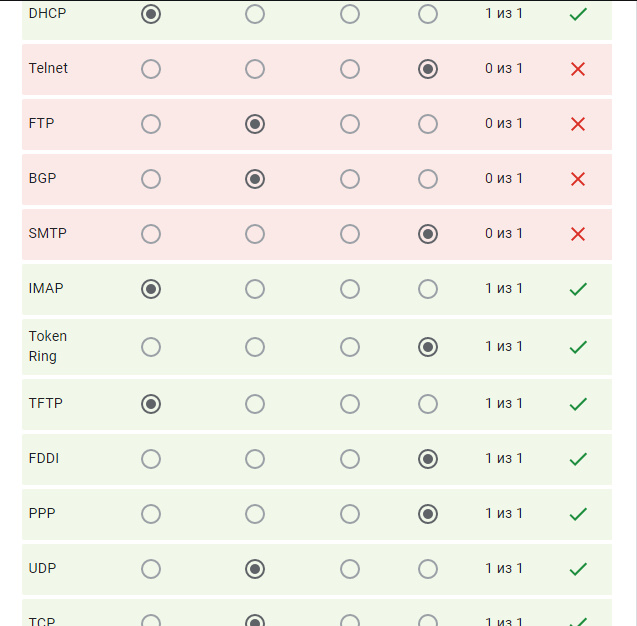 DHCP 1 из 1
Telnet 0 из 1
FTP 0 из 1
BGP 0 из 1
SMTP 0 из 1
IMAP 1 из 1
Token
Ring 1 из 1
TFTP 1 из 1
FDDI 1 из 1
PPP 1 из 1
UDP 1 из 1
TCP 1 из 1